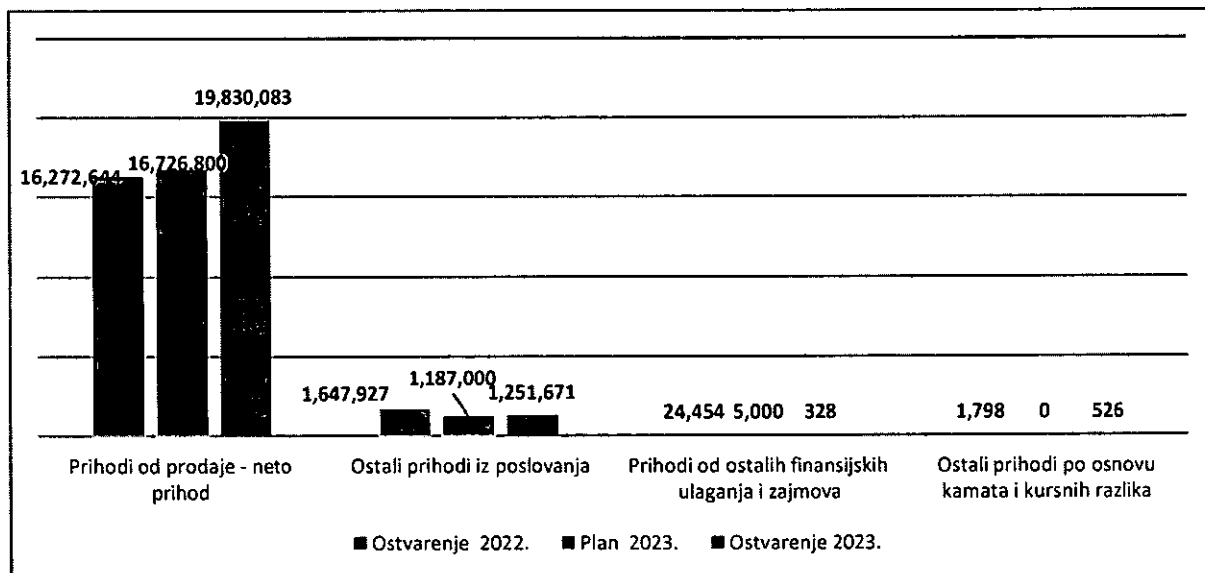 19,830,083
16,272,644 16,726,800
1,647,927 1,187,000 1,251,671
24,454 5,000 328
1,798 0 526
Prihodi od prodaje - neto
prihod
Ostali prihodi iz poslovanja
Prihodi od ostalih finansijskih
ulaganja i zajmova
Ostali prihodi po osnovu
kamata i kursnih razlika
Ostvarenje 2022. Plan 2023. Ostvarenje 2023.